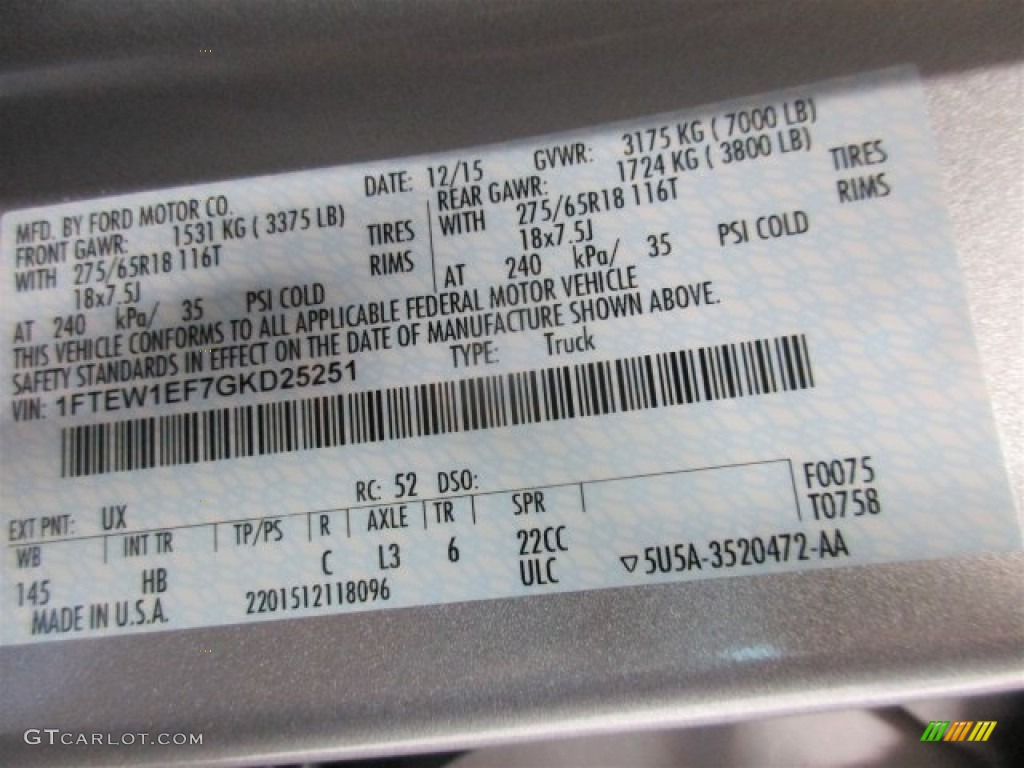 MFD. BY FORD MOTOR CO. DATE: 12/15 GVWR: 3175 KG ( 7000 LB)
FRONT GAWR: 1531 KG ( 3375 LB) REAR GAWR: 1724 KG ( 3800 LB)
WITH 275/65R18 116T TIRES WITH 275/65R18 116T TIRES
18x7.5J RIMS 18x7.5J RIMS
AT 240 kPa/ 35 PSI COLD AT 240 kPa/ 35 PSI COLD
THIS VEHICLE CONFORMS TO ALL APPLICABLE FEDERAL MOTOR VEHICLE
SAFETY STANDARDS IN EFFECT ON THE DATE OF MANUFACTURE SHOWN ABOVE.
VIN: 1FTEW1EF7GKD25251 TYPE: Truck
EXT PNT: UX RC: 52 DSO: F0075
WB INT TR TP/PS R AXLE TR SPR T0758
145 HB C L3 6 22CC
ULC ▽5U5A-3520472-AA
MADE IN U.S.A. 2201512118096
GTCARLOT.COM